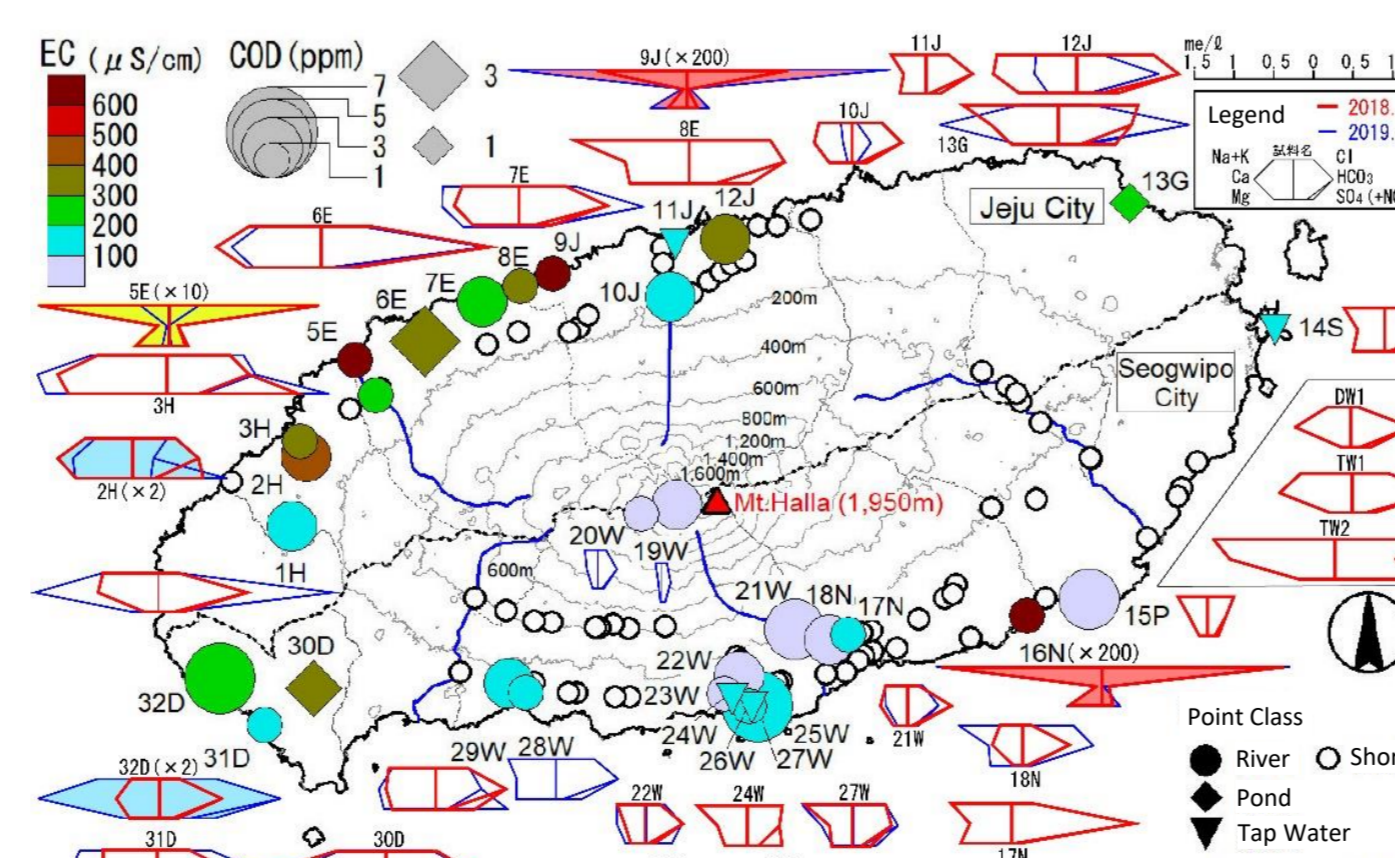 EC (μ S/cm)
600
500
400
300
200
100
COD (ppm)
7
5
3
1
3
1
9J (×200)
11J
12J
me/ℓ
1.5 1 0.5 0 0.5 1
Legend
2018.
2019.
Na+K
Ca
Mg
試料名
Cl
HCO₃
SO₄ (+N
10J
8E
13G
7E
6E
5E (×10)
3H
2H (×2)
11J
12J
9J
8E
7E
6E
5E
10J
13G
Jeju City
200m
400m
600m
800m
1,200m
1,400m
1,600m
Seogwipo
City
14S
DW1
TW1
TW2
3H
2H
1H
Mt.Halla (1,950m)
20W
19W
600m
21W
18N
17N
15P
16N (×200)
30D
32D
31D
22W
23W
24W
25W
26W
27W
29W
28W
21W
18N
32D (×2)
22W
24W
27W
17N
31D
30D
Point Class
River
Shor
Pond
Tap Water